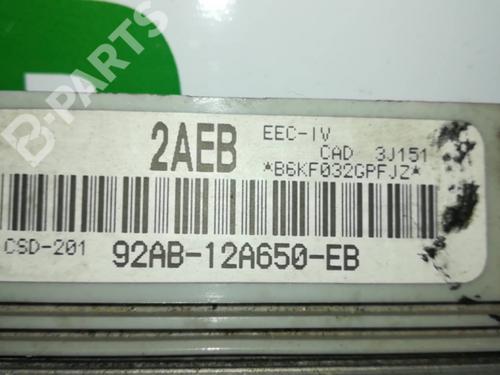 B-PARTS
2AEB
EEC-IV
CAD 3J151
*B6KF032GPFJZ*
CSD-201
92AB-12A650-EB